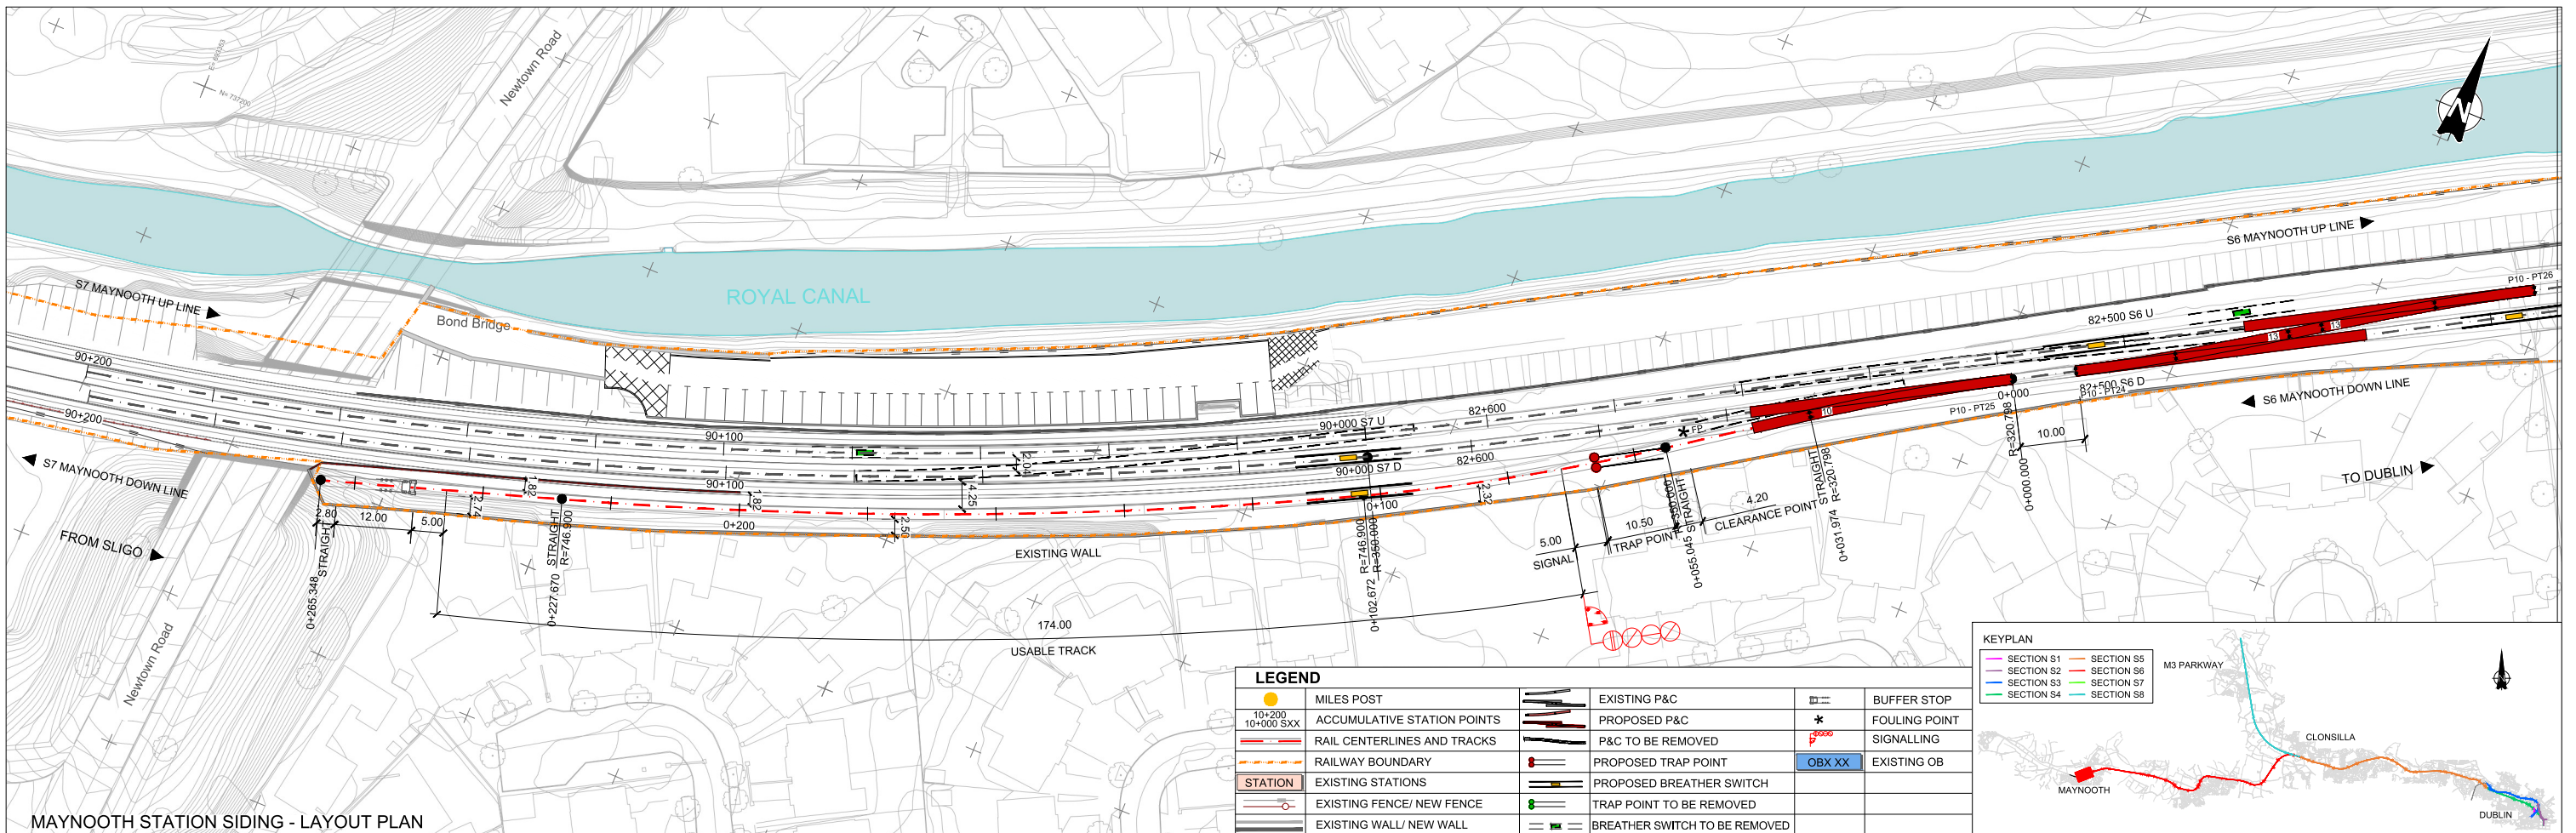 E= 693353
N= 737200
Newtown Road
S7 MAYNOOTH UP LINE
Bond Bridge
ROYAL CANAL
N
S6 MAYNOOTH UP LINE
P10 - PT26
82+500 S6 U
13
13
82+500 S6 D
P10 - PT24
S6 MAYNOOTH DOWN LINE
0+000
P10 - PT25
10
R=320.798
0+000.000
10.00
TO DUBLIN
90+200
90+200
90+100
90+100
90+000 S7 U
90+000 S7 D
82+600
82+600
FP
S7 MAYNOOTH DOWN LINE
FROM SLIGO
Newtown Road
2.80
12.00
5.00
2.74
1.82
1.82
0+200
2.50
4.25
2.04
0+100
2.32
STRAIGHT
0+265.348
STRAIGHT
R=746.900
0+227.670
EXISTING WALL
R=746.900
R=350.000
0+102.672
5.00
SIGNAL
10.50
TRAP POINT
R=350.000
STRAIGHT
0+055.045
4.20
CLEARANCE POINT
STRAIGHT
R=320.798
0+031.974
174.00
USABLE TRACK
MAYNOOTH STATION SIDING - LAYOUT PLAN
LEGEND
MILES POST
EXISTING P&C
BUFFER STOP
10+200
10+000 SXX
ACCUMULATIVE STATION POINTS
PROPOSED P&C
FOULING POINT
RAIL CENTERLINES AND TRACKS
P&C TO BE REMOVED
SIGNALLING
RAILWAY BOUNDARY
PROPOSED TRAP POINT
OBX XX
EXISTING OB
STATION
EXISTING STATIONS
PROPOSED BREATHER SWITCH
EXISTING FENCE/ NEW FENCE
TRAP POINT TO BE REMOVED
EXISTING WALL/ NEW WALL
BREATHER SWITCH TO BE REMOVED
KEYPLAN
SECTION S1
SECTION S5
SECTION S2
SECTION S6
SECTION S3
SECTION S7
SECTION S4
SECTION S8
M3 PARKWAY
CLONSILLA
MAYNOOTH
DUBLIN